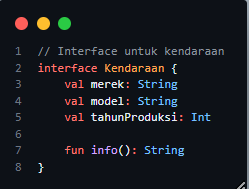 1 // Interface untuk kendaraan
2 interface Kendaraan {
3     val merek: String
4     val model: String
5     val tahunProduksi: Int
6
7     fun info(): String
8 }